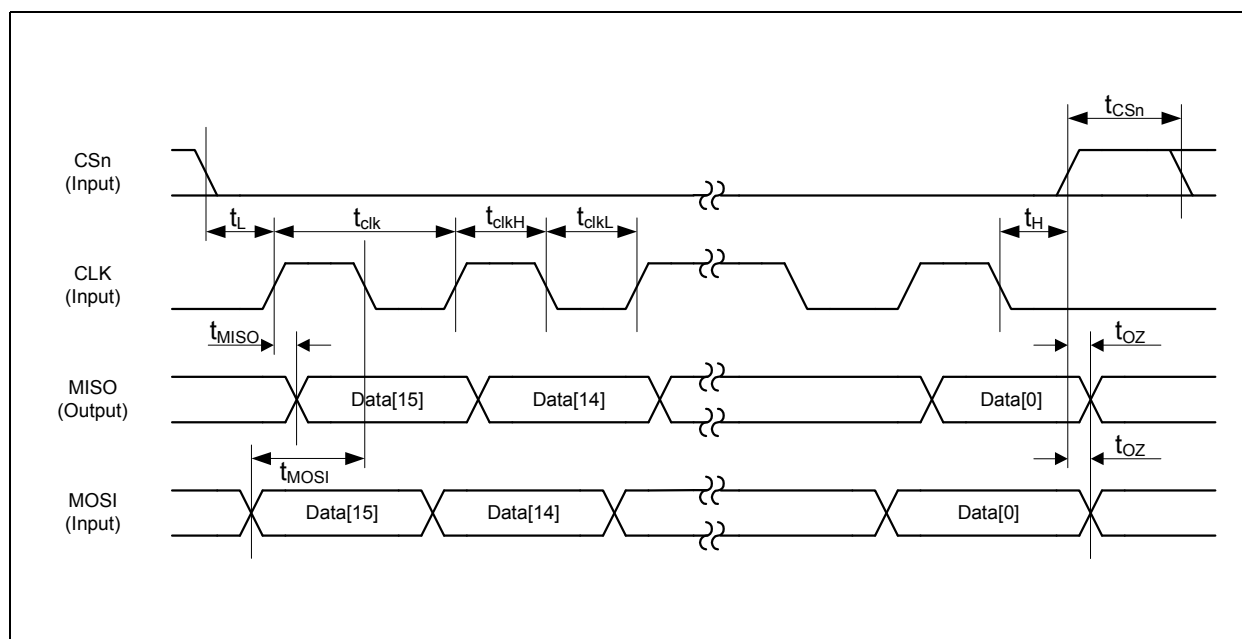 tCSn
CSn
(Input)
tL
tclk
tclkH
tclkL
tH
CLK
(Input)
tMISO
tOZ
MISO
(Output)
Data[15]
Data[14]
Data[0]
tMOSI
tOZ
MOSI
(Input)
Data[15]
Data[14]
Data[0]